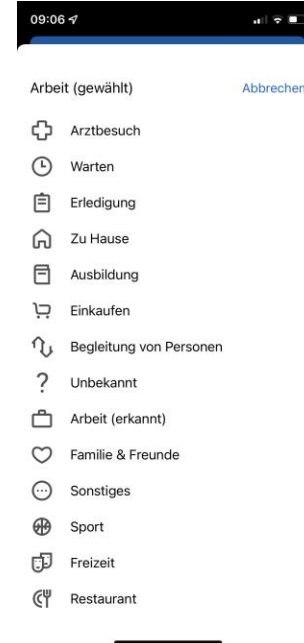 09:06
Arbeit (gewählt) Abbrechen
Arztbesuch
Warten
Erledigung
Zu Hause
Ausbildung
Einkaufen
Begleitung von Personen
Unbekannt
Arbeit (erkannt)
Familie & Freunde
Sonstiges
Sport
Freizeit
Restaurant